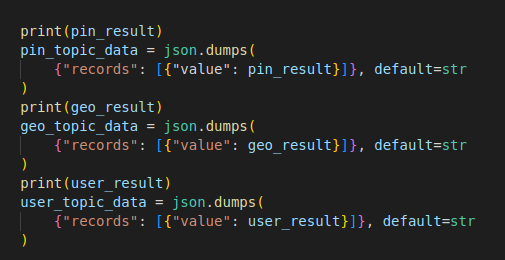 print(pin_result)
pin_topic_data = json.dumps(
    {"records": [{"value": pin_result}]}, default=str
)
print(geo_result)
geo_topic_data = json.dumps(
    {"records": [{"value": geo_result}]}, default=str
)
print(user_result)
user_topic_data = json.dumps(
    {"records": [{"value": user_result}]}, default=str
)